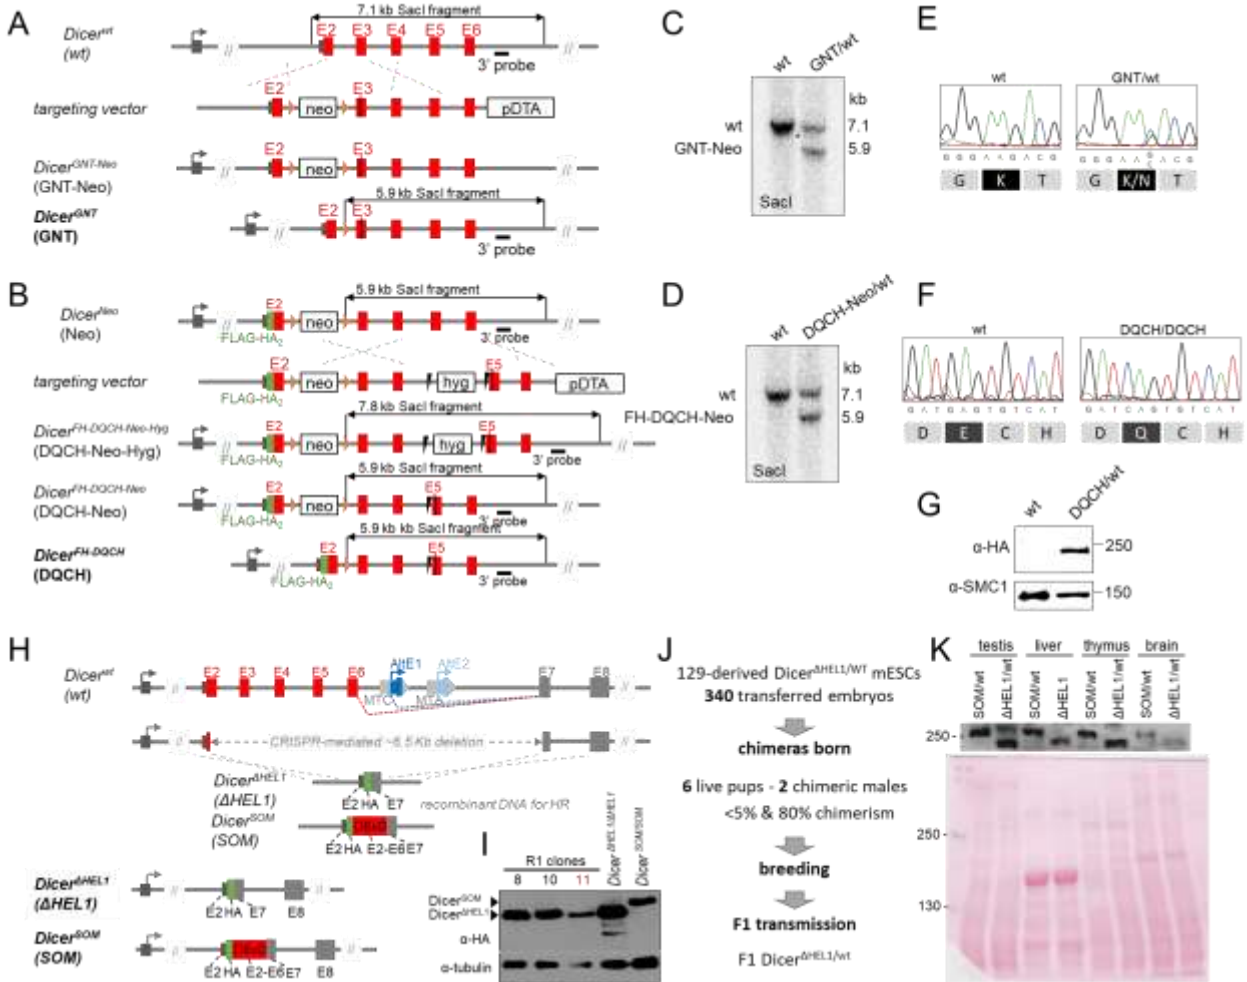 A
Dicer^wt
(wt)
7.1 kb SacI fragment
E2 E3 E4 E5 E6
3' probe
targeting vector
E2 neo E3 pDTA
Dicer^GNT-Neo
(GNT-Neo)
E2 neo E3
5.9 kb SacI fragment
Dicer^GNT
(GNT)
E2 E3
3' probe
B
Dicer^Neo
(Neo)
5.9 kb SacI fragment
E2 neo
FLAG-HA2
3' probe
targeting vector
E2 neo hyg E5 pDTA
FLAG-HA2
7.8 kb SacI fragment
Dicer^FH-DQCH-Neo-Hyg
(DQCH-Neo-Hyg)
E2 neo hyg E5
FLAG-HA2
3' probe
5.9 kb SacI fragment
Dicer^FH-DQCH-Neo
(DQCH-Neo)
E2 neo E5
FLAG-HA2
3' probe
5.9 kb kb SacI fragment
Dicer^FH-DQCH
(DQCH)
E2 E5
FLAG-HA2
3' probe
C
wt GNT/wt
kb
wt 7.1
GNT-Neo 5.9
SacI
D
wt DQCH-Neo/wt
kb
wt 7.1
FH-DQCH-Neo 5.9
SacI
E
wt GNT/wt
G G G A A G A C G
G K T
G K/N T
F
wt DQCH/DQCH
G A T G A G T G T C A T
G A T C A G T G T C A T
D E C H
D Q C H
G
wt DQCH/wt
α-HA 250
α-SMC1 150
H
Dicer^wt
(wt)
E2 E3 E4 E5 E6 AltE1 AltE2 E7 E8
MTC MTA
CRISPR-mediated ~6.5 Kb deletion
Dicer^ΔHEL1
(ΔHEL1)
E2 HA E7
recombinant DNA for HR
Dicer^SOM
(SOM)
E2 HA E2-E6 E7
Dicer^ΔHEL1
(ΔHEL1)
E2 HA E7 E8
Dicer^SOM
(SOM)
E2 HA E2-E6 E7 E8
I
R1 clones
8 10 11 Dicer^ΔHEL1/ΔHEL1 Dicer^SOM/SOM
Dicer^SOM
Dicer^ΔHEL1
α-HA
α-tubulin
J
129-derived Dicer^ΔHEL1/WT mESCs
340 transferred embryos
chimeras born
6 live pups - 2 chimeric males
<5% & 80% chimerism
breeding
F1 transmission
F1 Dicer^ΔHEL1/wt
K
testis liver thymus brain
SOM/wt ΔHEL1/wt SOM/wt ΔHEL1 SOM/wt ΔHEL1/wt SOM/wt ΔHEL1/wt
250 -
250 -
130 -